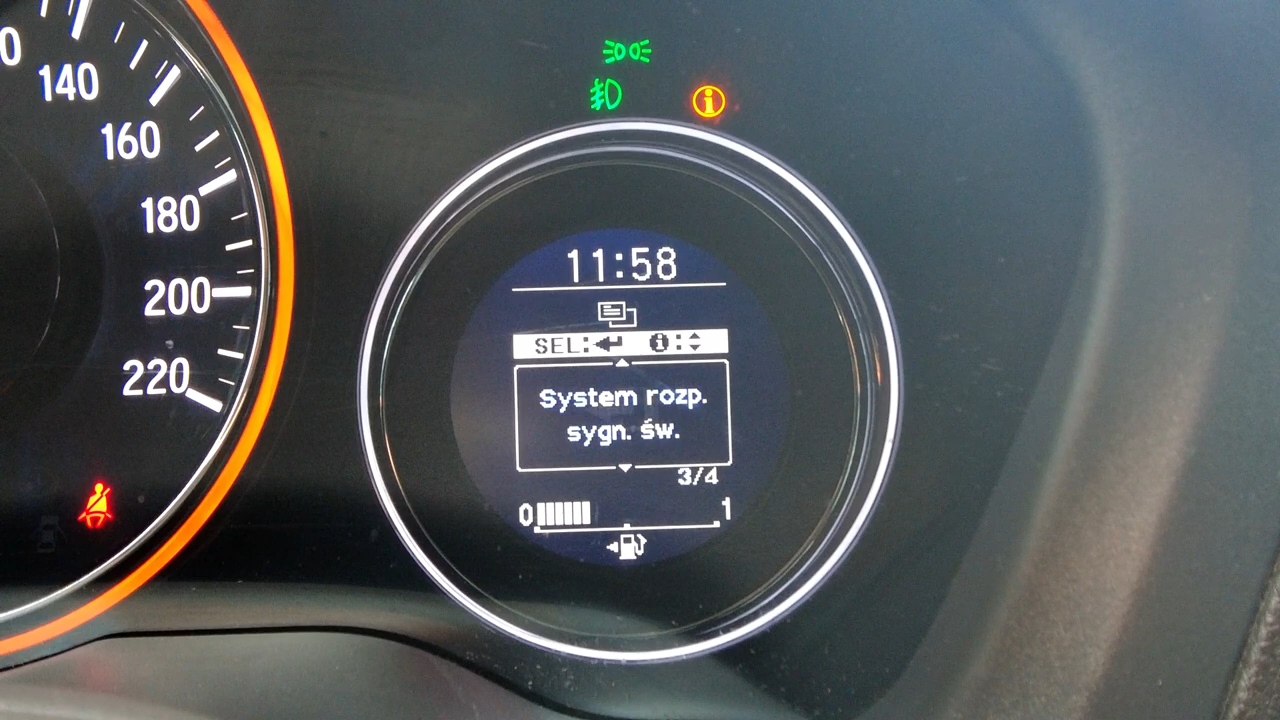 140
160
180
200
220
11:58
SEL: i:
System rozp.
sygn. św.
3/4
0 1